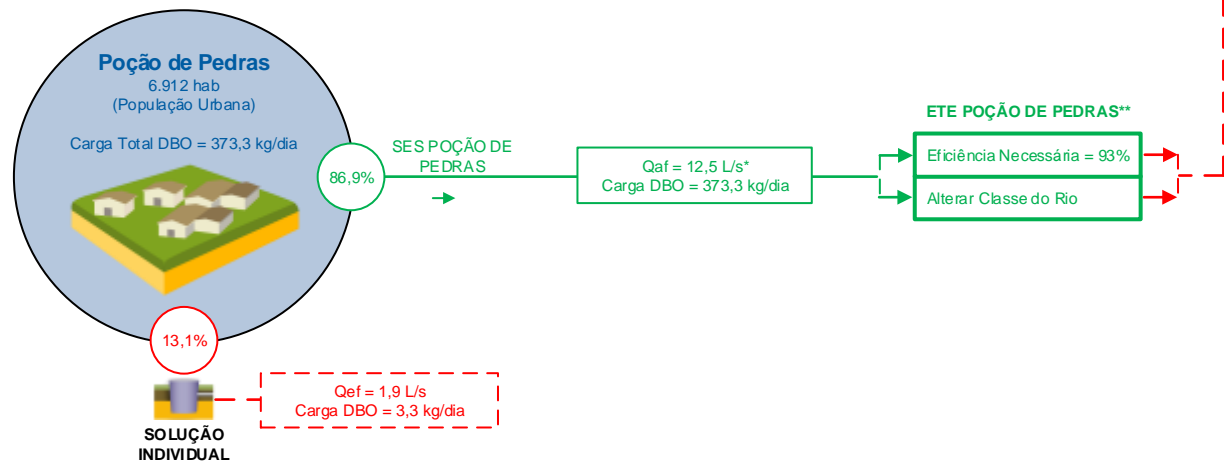 Poção de Pedras
6.912 hab
(População Urbana)
Carga Total DBO = 373,3 kg/dia
86,9%
SES POÇÃO DE
PEDRAS
Qaf = 12,5 L/s*
Carga DBO = 373,3 kg/dia
ETE POÇÃO DE PEDRAS**
Eficiência Necessária = 93%
Alterar Classe do Rio
13,1%
Qef = 1,9 L/s
Carga DBO = 3,3 kg/dia
SOLUÇÃO
INDIVIDUAL